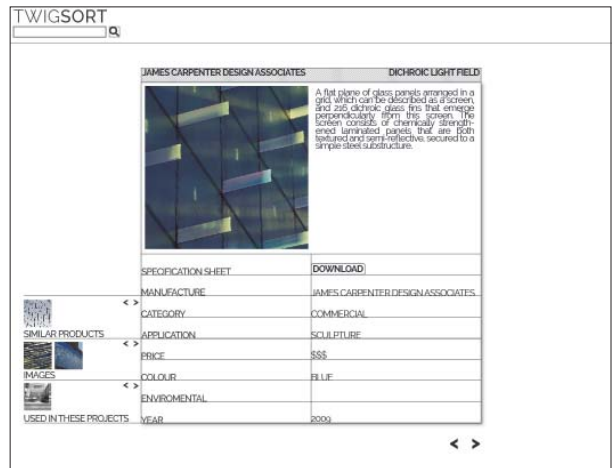 TWIGSORT
JAMES CARPENTER DESIGN ASSOCIATES DICHROIC LIGHT FIELD
A flat plane of glass panels arranged in a
grid, which can be described as a screen,
and 216 dichroic glass fins that emerge
perpendicularly ffrom this screen. The
screen consists of chemically strength-
ened laminated panels that are both
textured and semi-reflective, secured to a
simple steel substructure.
SPECIFICATION SHEET DOWNLOAD
MANUFACTURE JAMES CARPENTER DESIGN ASSOCIATES
CATEGORY COMMERCIAL
APPLICATION SCULPTURE
PRICE $$$
COLOUR BLUE
ENVIROMENTAL
YEAR 2009
< >
SIMILAR PRODUCTS
< >
IMAGES
< >
USED IN THESE PROJECTS
< >